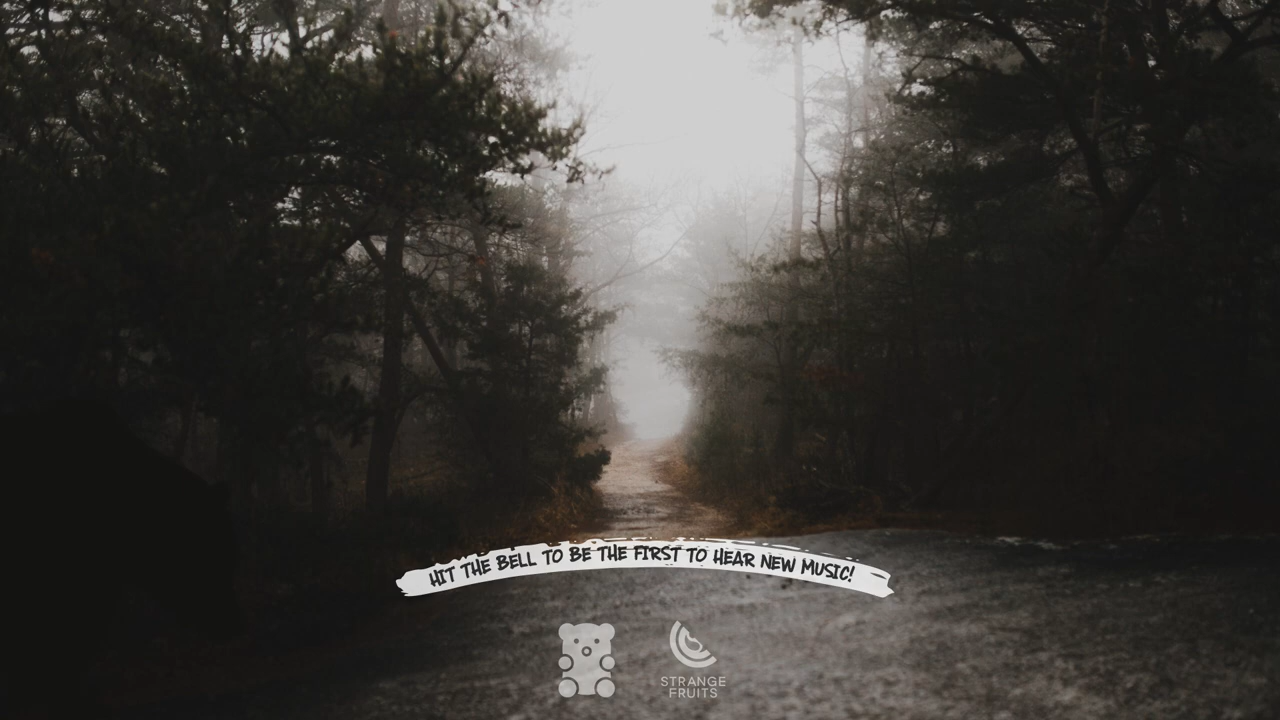 HIT THE BELL TO BE THE FIRST TO HEAR NEW MUSIC!
STRANGE
FRUITS